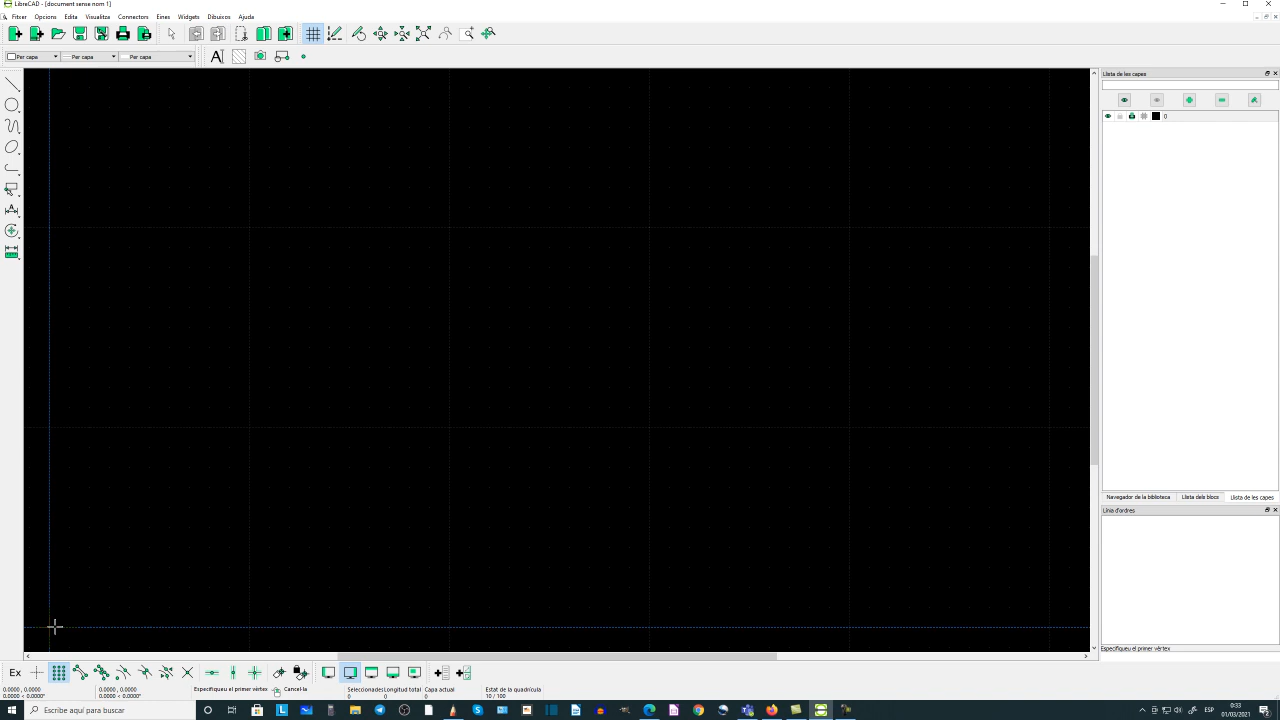 LibreCAD - [document sense nom 1]
Fitxer Opcions Edita Visualitza Connectors Eines Widgets Dibuixos Ajuda
Per capa Per capa Per capa
Llista de les capes
0
Navegador de la biblioteca Llista dels blocs Llista de les capes
Línia d'ordres
Especifiqueu el primer vèrtex
Ex
0.0000 , 0.0000
0.0000 < 0.0000°
0.0000 , 0.0000
0.0000 < 0.0000°
Especifiqueu el primer vèrtex Cancel·la
Seleccionades Longitud total Capa actual Estat de la quadrícula
0 0 0 10 / 100
Escribe aquí para buscar
ESP
0:33
01/03/2021